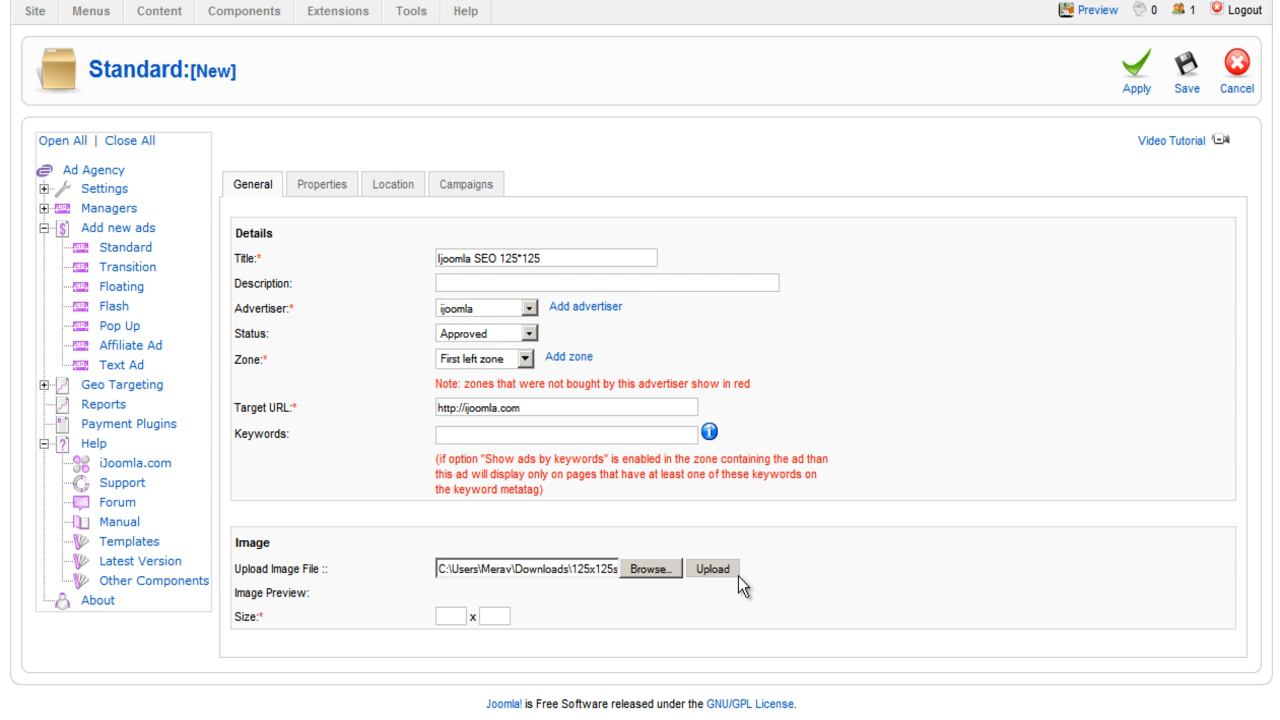 Site Menus Content Components Extensions Tools Help Preview 0 1 Logout
Standard:[New]
Apply Save Cancel
Open All | Close All
Video Tutorial
Ad Agency
Settings
Managers
Add new ads
Standard
Transition
Floating
Flash
Pop Up
Affiliate Ad
Text Ad
Geo Targeting
Reports
Payment Plugins
Help
iJoomla.com
Support
Forum
Manual
Templates
Latest Version
Other Components
About
General Properties Location Campaigns
Details
Title:* Ijoomla SEO 125*125
Description:
Advertiser:* ijoomla Add advertiser
Status: Approved
Zone:* First left zone Add zone
Note: zones that were not bought by this advertiser show in red
Target URL:* http://ijoomla.com
Keywords:
(if option "Show ads by keywords" is enabled in the zone containing the ad than
this ad will display only on pages that have at least one of these keywords on
the keyword metatag)
Image
Upload Image File :: C:\Users\Merav\Downloads\125x125s Browse... Upload
Image Preview:
Size:* x
Joomla! is Free Software released under the GNU/GPL License.